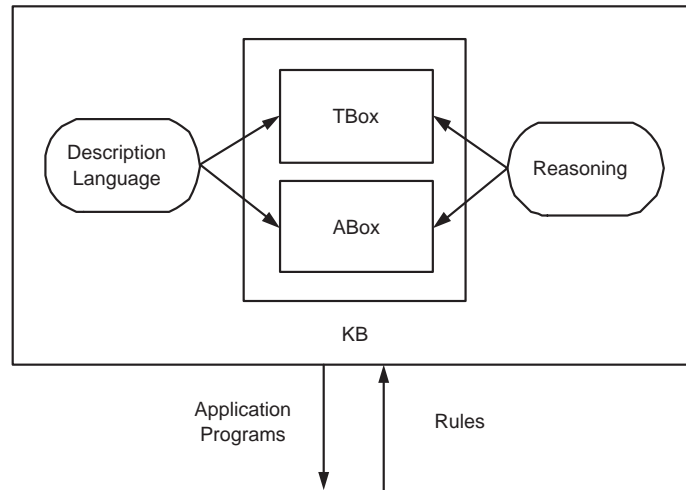 TBox
Description
Language
Reasoning
ABox
KB
Application
Programs
Rules